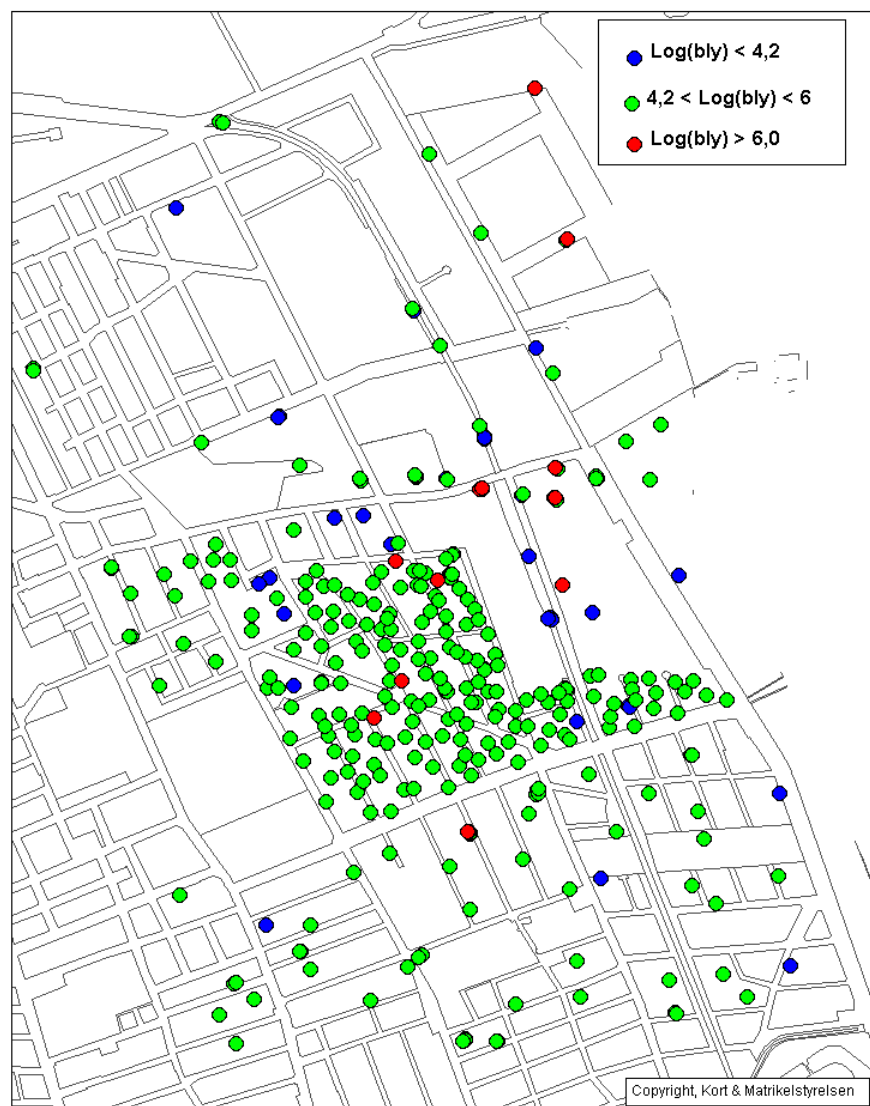 Log(bly) < 4,2
4,2 < Log(bly) < 6
Log(bly) > 6,0
Copyright, Kort & Matrikelstyrelsen